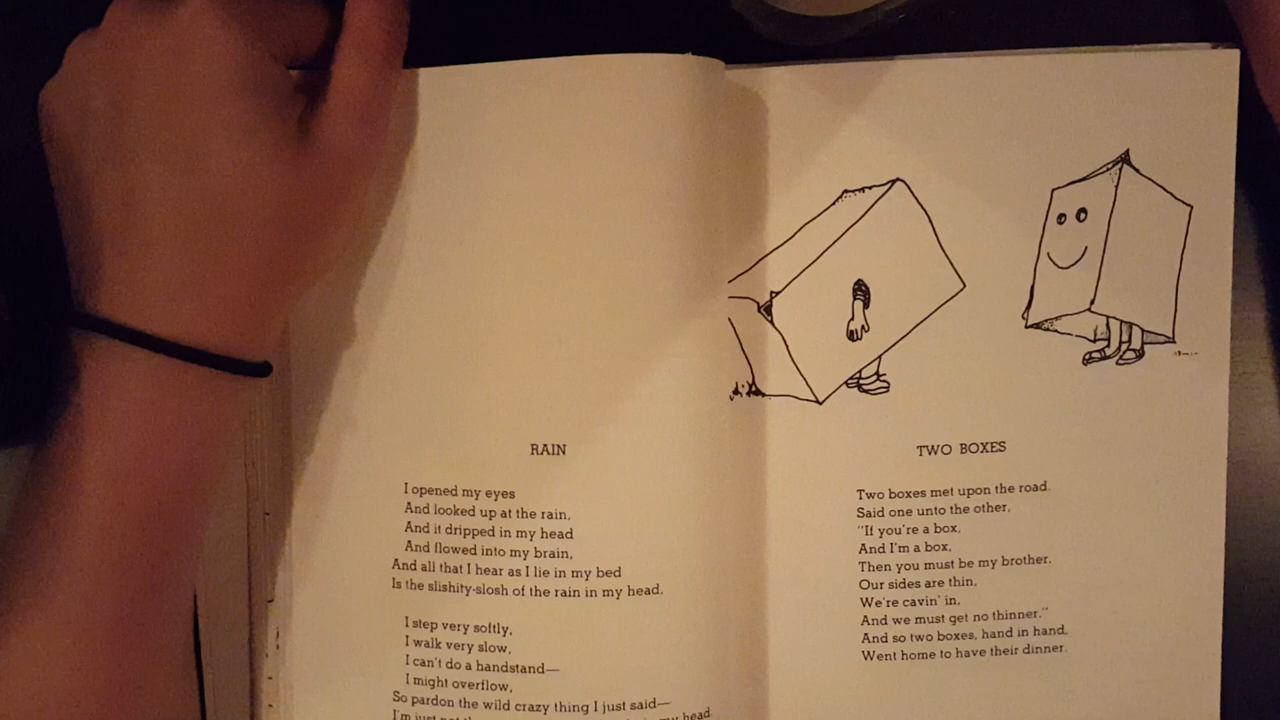 RAIN
I opened my eyes
And looked up at the rain,
And it dripped in my head
And flowed into my brain,
And all that I hear as I lie in my bed
Is the slishity-slosh of the rain in my head.
I step very softly,
I walk very slow,
I can't do a handstand—
I might overflow,
So pardon the wild crazy thing I just said—
I'm just not my head
TWO BOXES
Two boxes met upon the road.
Said one unto the other,
"If you're a box,
And I'm a box,
Then you must be my brother.
Our sides are thin,
We're cavin' in,
And we must get no thinner."
And so two boxes, hand in hand,
Went home to have their dinner.